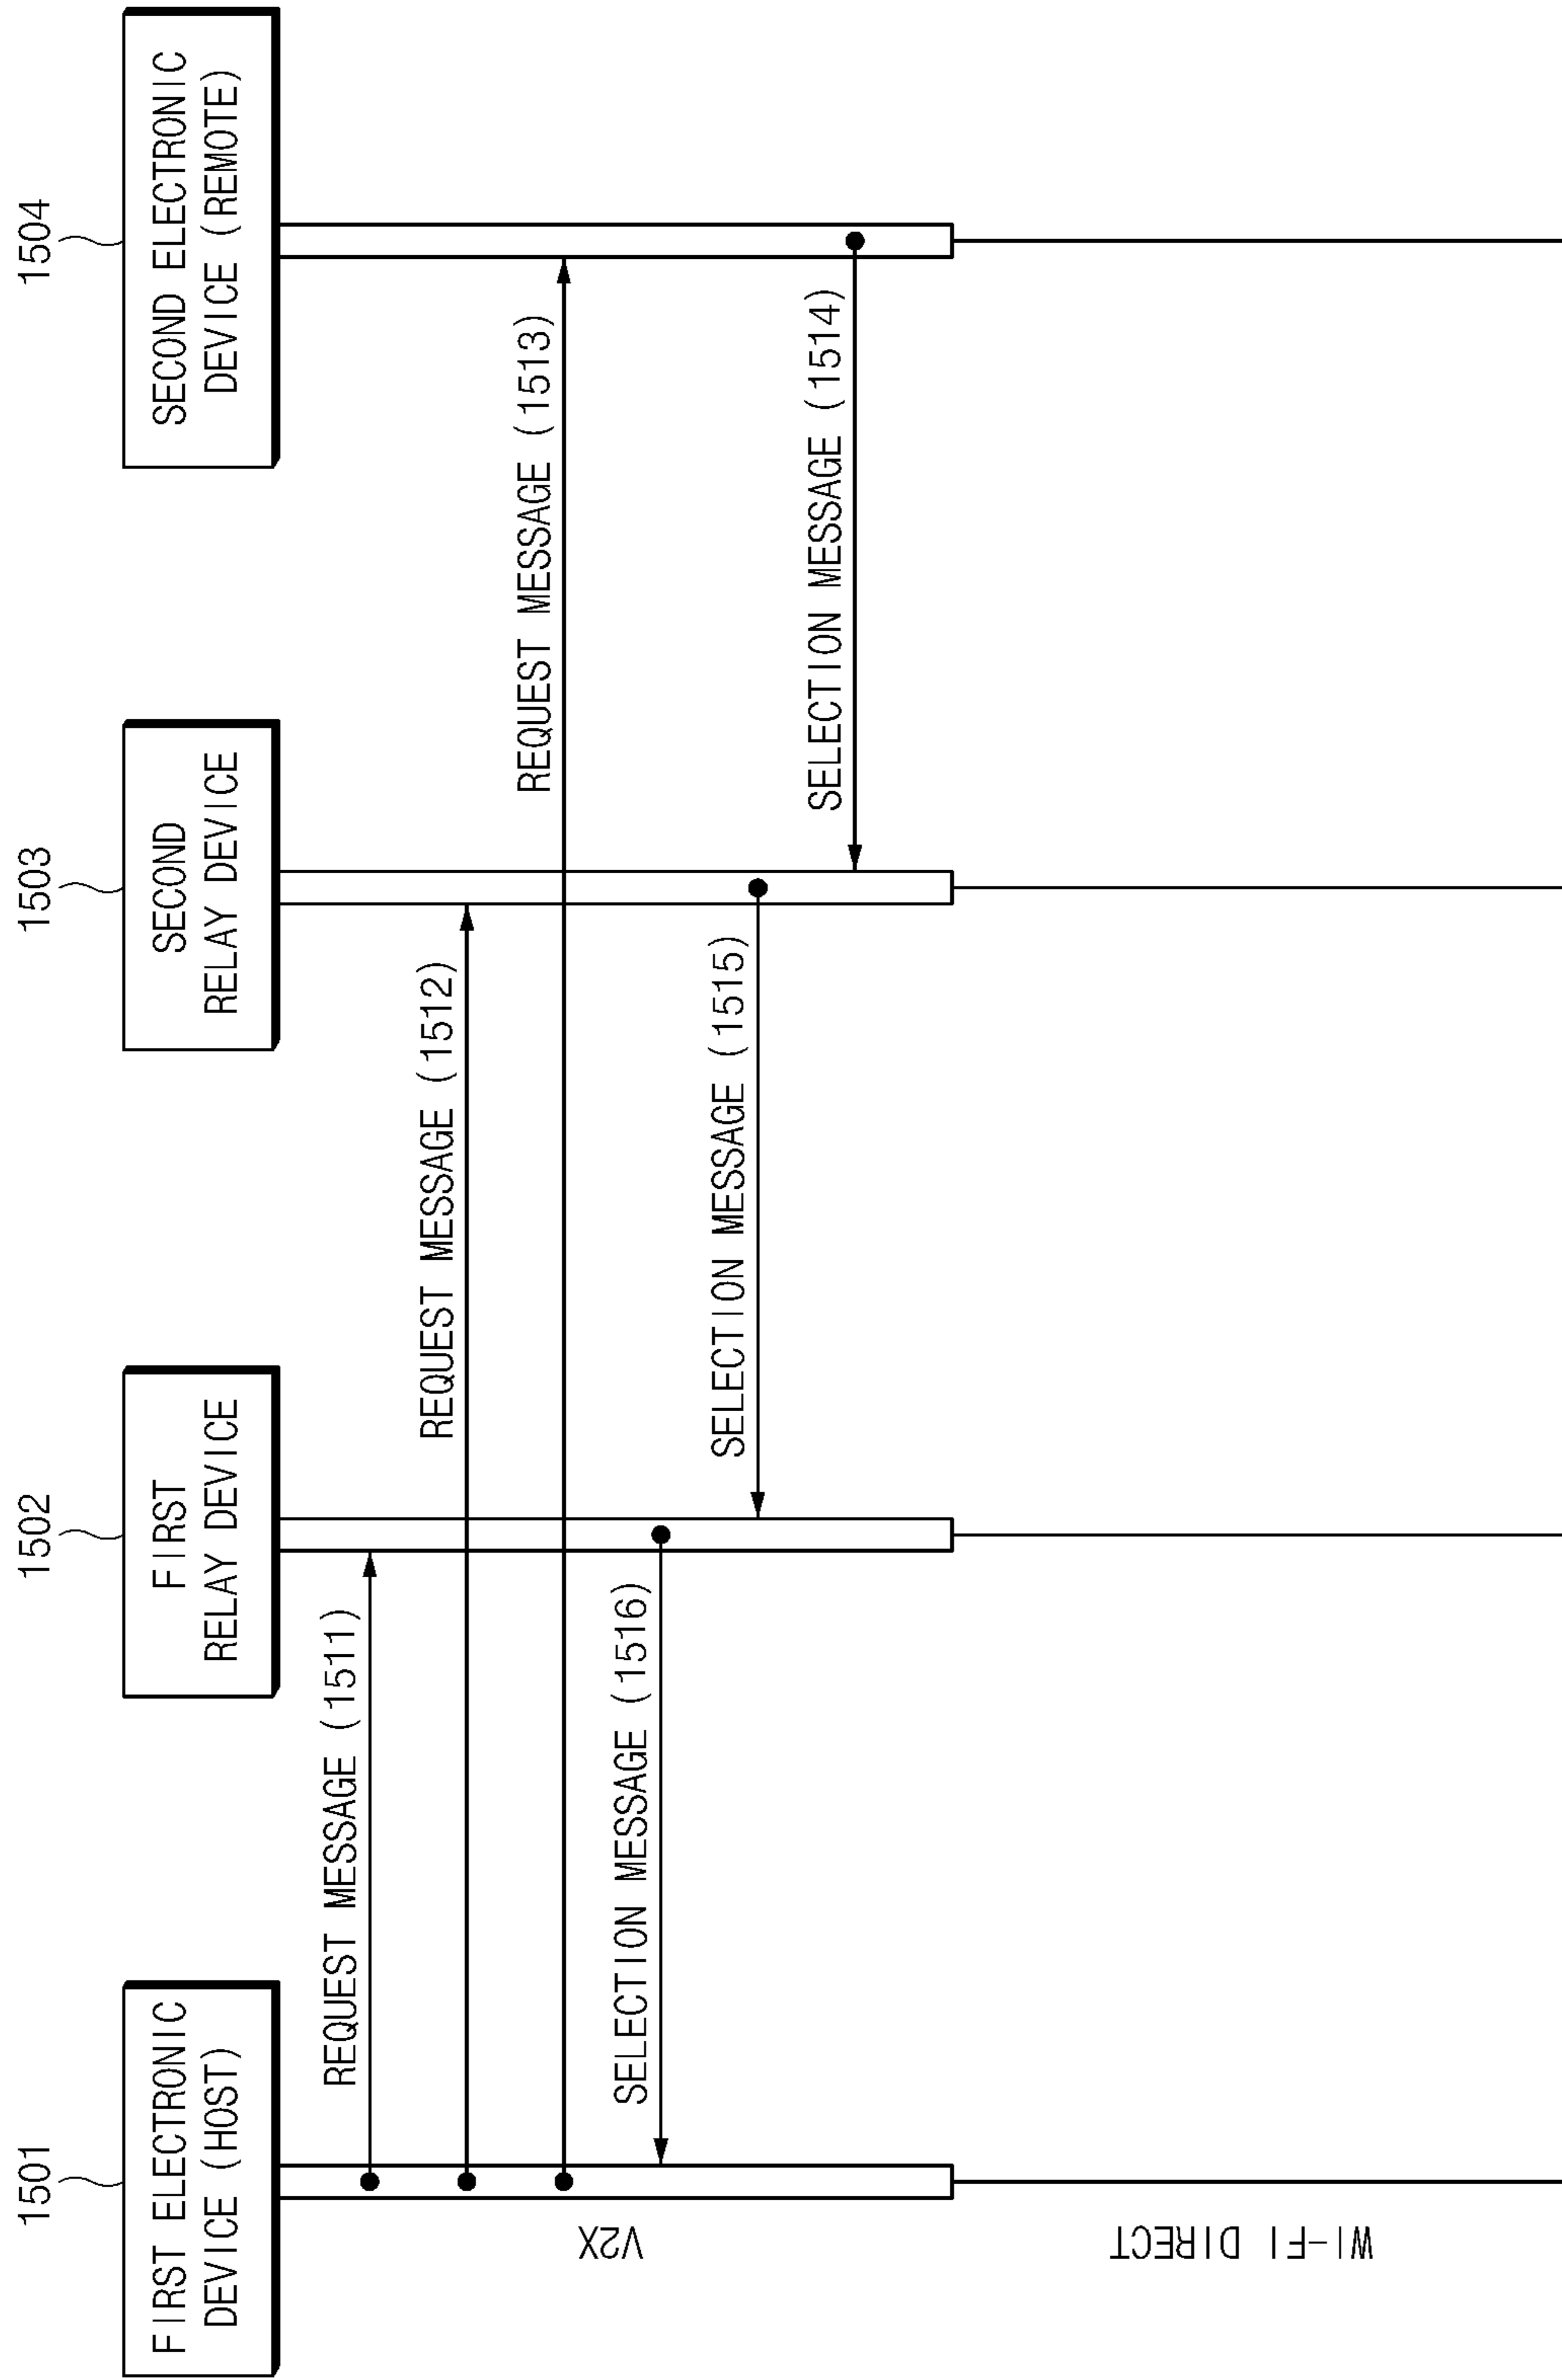 1501
1502
1503
1504
FIRST ELECTRONIC
DEVICE (HOST)
FIRST
RELAY DEVICE
SECOND
RELAY DEVICE
SECOND ELECTRONIC
DEVICE (REMOTE)
REQUEST MESSAGE (1511)
REQUEST MESSAGE (1512)
REQUEST MESSAGE (1513)
V2X
SELECTION MESSAGE (1516)
SELECTION MESSAGE (1515)
SELECTION MESSAGE (1514)
WI-FI DIRECT